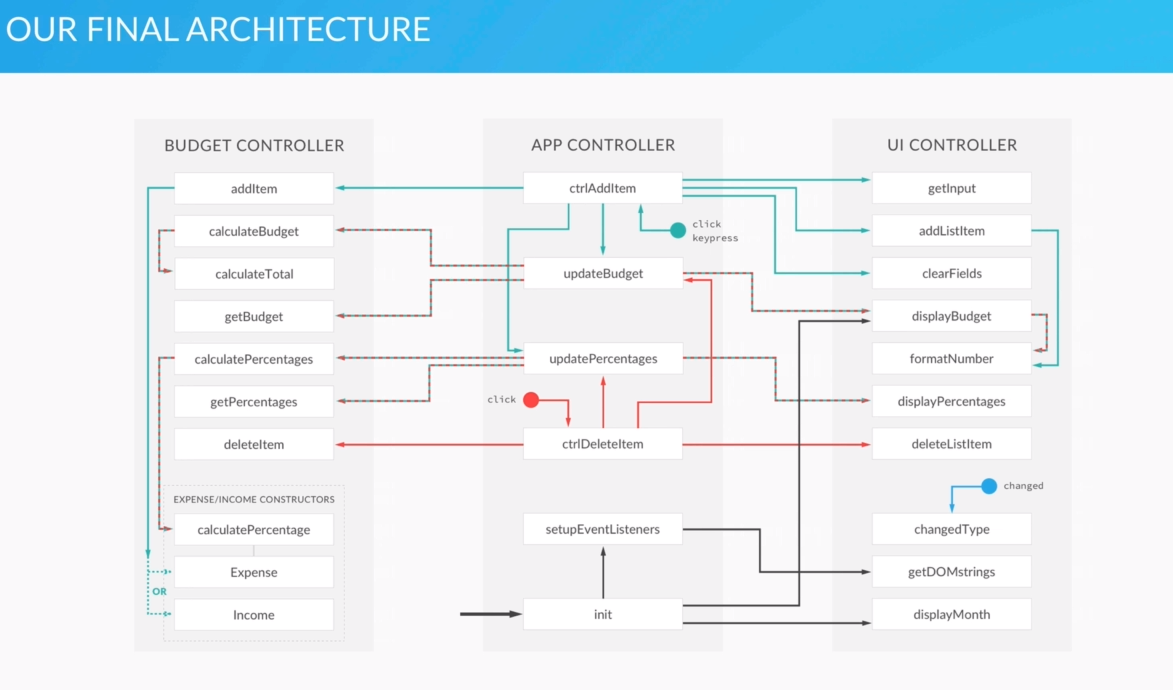 OUR FINAL ARCHITECTURE
BUDGET CONTROLLER
addItem
calculateBudget
calculateTotal
getBudget
calculatePercentages
getPercentages
deleteItem
EXPENSE/INCOME CONSTRUCTORS
calculatePercentage
Expense
OR
Income
APP CONTROLLER
ctrlAddItem
click
keypress
updateBudget
updatePercentages
click
ctrlDeleteItem
setupEventListeners
init
UI CONTROLLER
getInput
addListItem
clearFields
displayBudget
formatNumber
displayPercentages
deleteListItem
changed
changedType
getDOMstrings
displayMonth